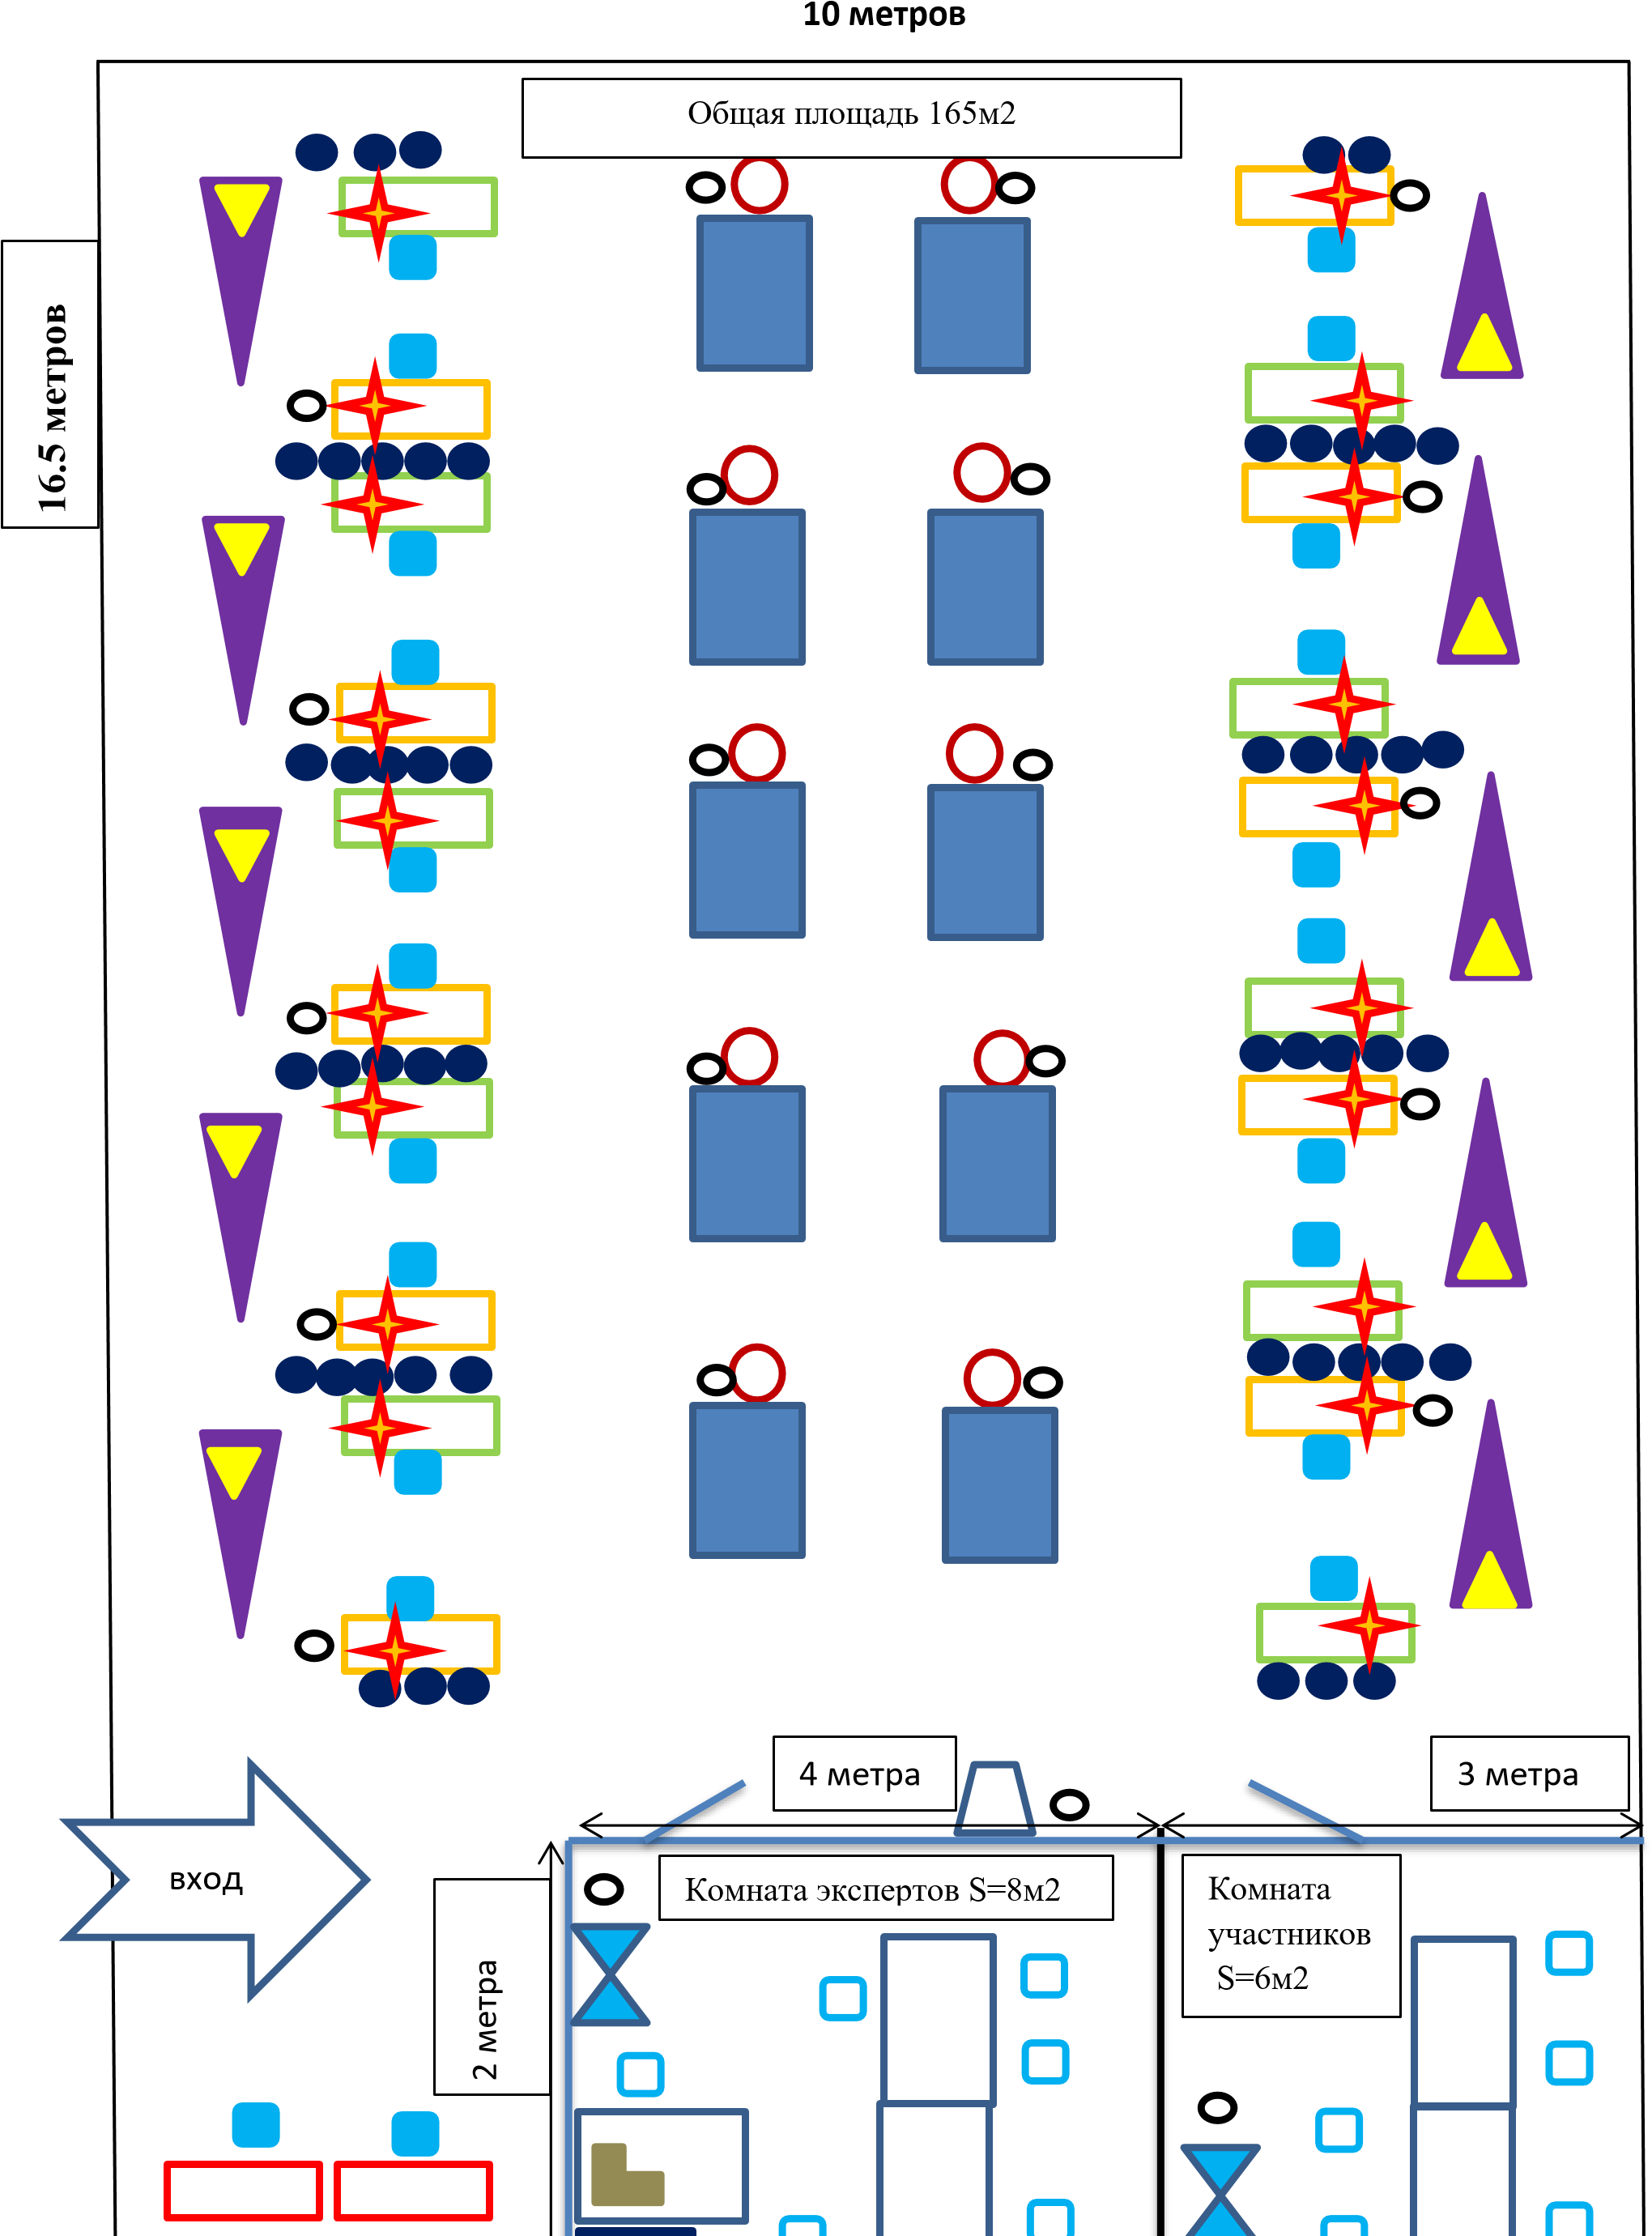 10 метров
Общая площадь 165м2
16.5 метров
4 метра
3 метра
вход
Комната экспертов S=8м2
Комната
участников
S=6м2
2 метра